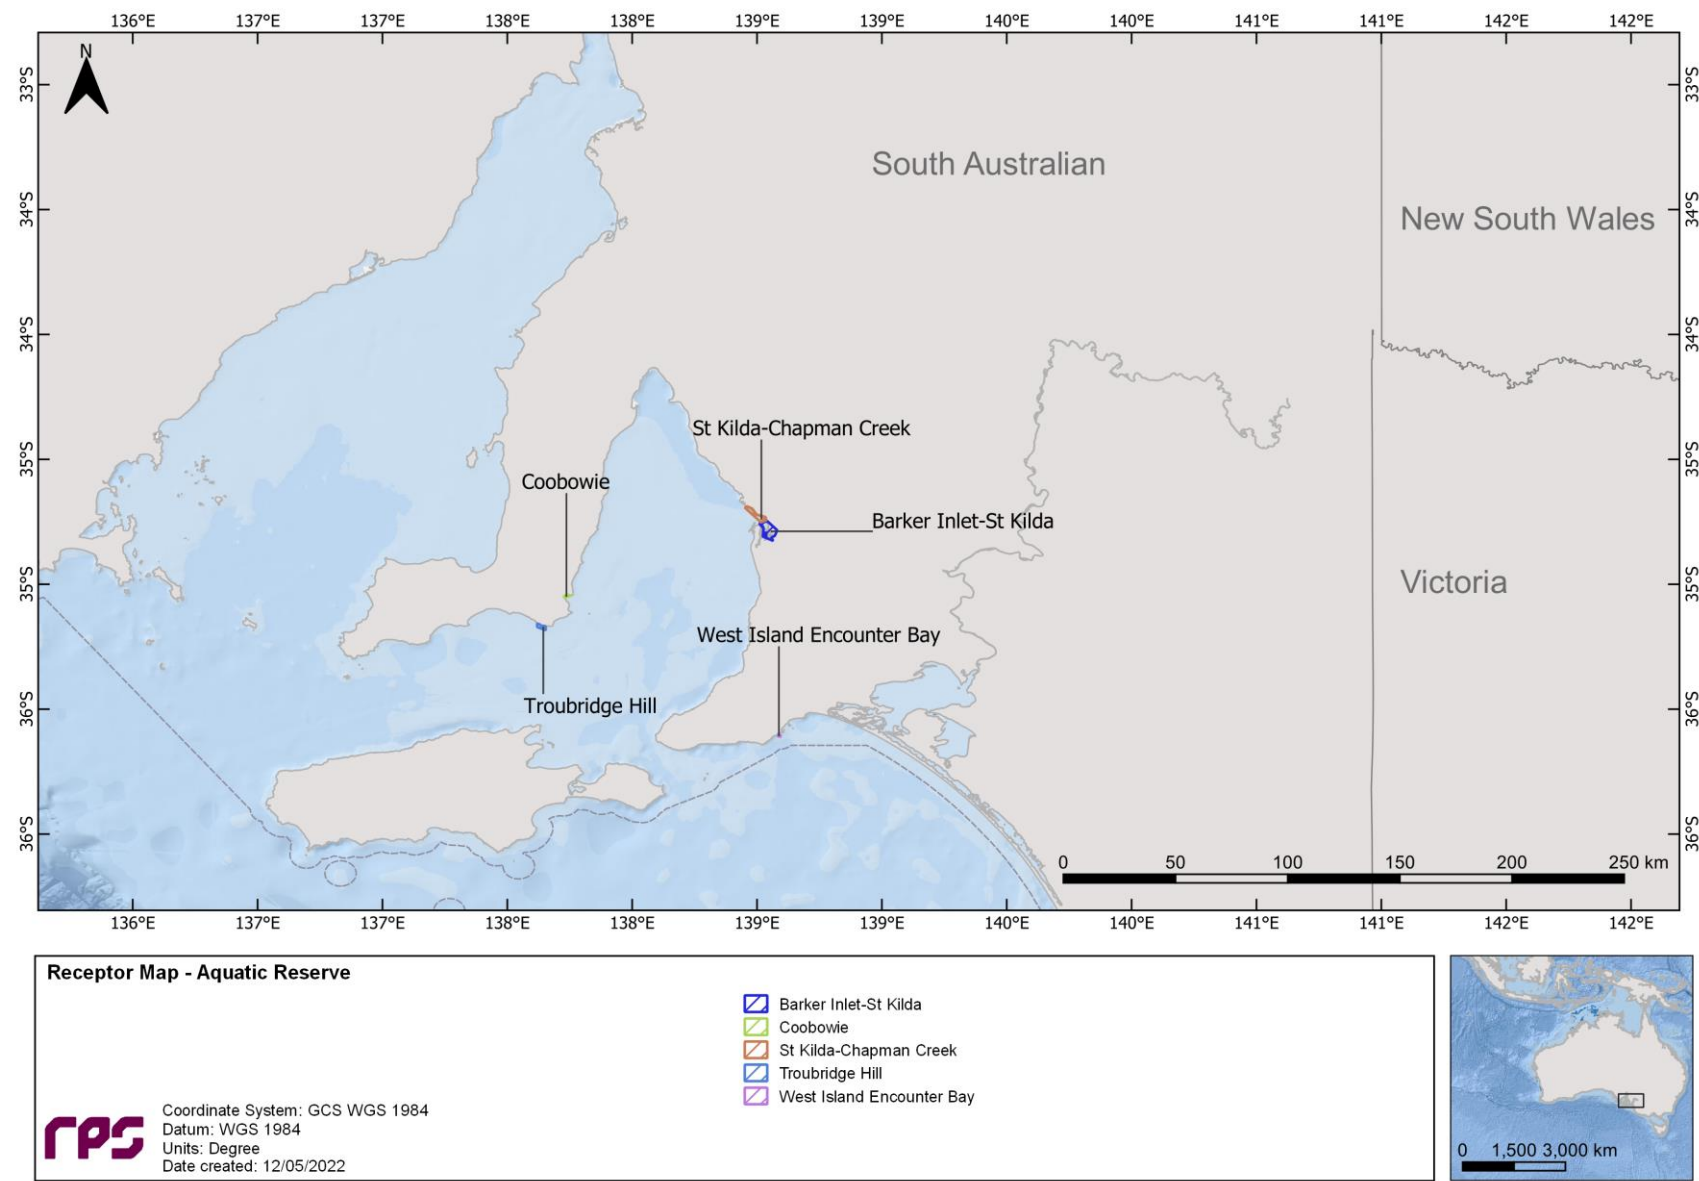 136°E 137°E 137°E 138°E 138°E 139°E 139°E 140°E 140°E 141°E 141°E 142°E 142°E
N
33°S 33°S
South Australian
34°S 34°S
New South Wales
34°S 34°S
St Kilda-Chapman Creek
35°S 35°S
Coobowie
Barker Inlet-St Kilda
35°S 35°S
Victoria
West Island Encounter Bay
Troubridge Hill
36°S 36°S
36°S 36°S
0 50 100 150 200 250 km
136°E 137°E 137°E 138°E 138°E 139°E 139°E 140°E 140°E 141°E 141°E 142°E 142°E
Receptor Map - Aquatic Reserve
Barker Inlet-St Kilda
Coobowie
St Kilda-Chapman Creek
Troubridge Hill
West Island Encounter Bay
rps
Coordinate System: GCS WGS 1984
Datum: WGS 1984
Units: Degree
Date created: 12/05/2022
0 1,500 3,000 km